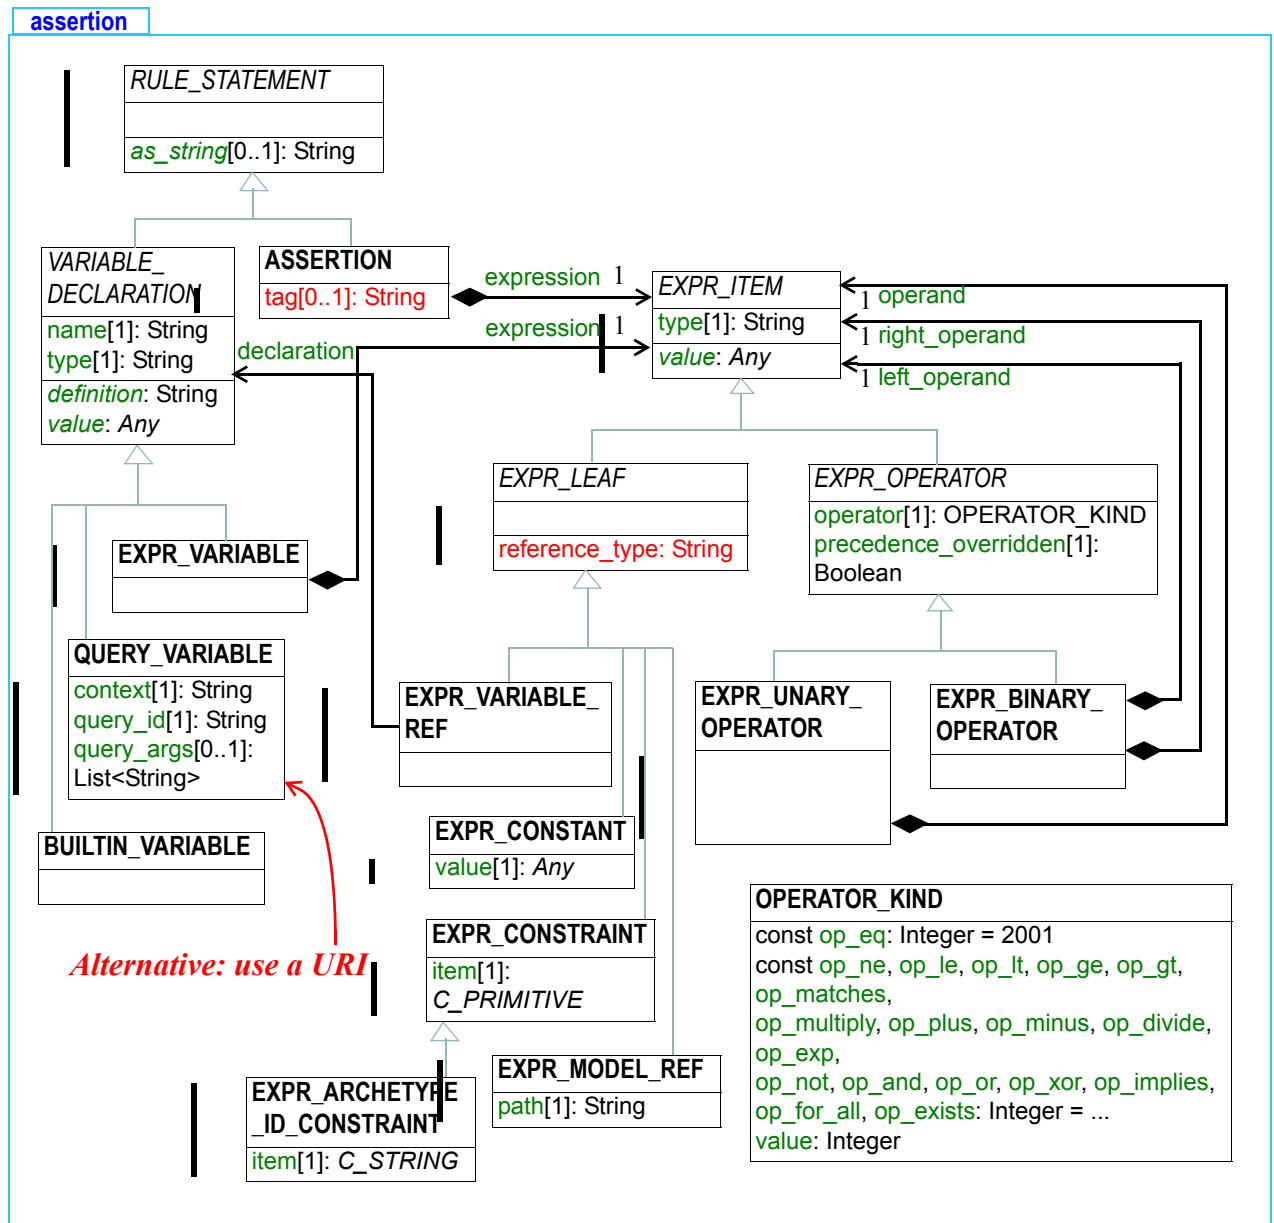 assertion
RULE_STATEMENT
as_string[0..1]: String
VARIABLE_
DECLARATION
name[1]: String
type[1]: String
definition: String
value: Any
ASSERTION
tag[0..1]: String
expression 1
expression 1
declaration
EXPR_ITEM
type[1]: String
value: Any
1 operand
1 right_operand
1 left_operand
EXPR_LEAF
reference_type: String
EXPR_OPERATOR
operator[1]: OPERATOR_KIND
precedence_overridden[1]:
Boolean
EXPR_VARIABLE
QUERY_VARIABLE
context[1]: String
query_id[1]: String
query_args[0..1]:
List<String>
BUILTIN_VARIABLE
Alternative: use a URI
EXPR_VARIABLE_
REF
EXPR_UNARY_
OPERATOR
EXPR_BINARY_
OPERATOR
EXPR_CONSTANT
value[1]: Any
EXPR_CONSTRAINT
item[1]:
C_PRIMITIVE
EXPR_ARCHETYPE
_ID_CONSTRAINT
item[1]: C_STRING
EXPR_MODEL_REF
path[1]: String
OPERATOR_KIND
const op_eq: Integer = 2001
const op_ne, op_le, op_lt, op_ge, op_gt,
op_matches,
op_multiply, op_plus, op_minus, op_divide,
op_exp,
op_not, op_and, op_or, op_xor, op_implies,
op_for_all, op_exists: Integer = ...
value: Integer